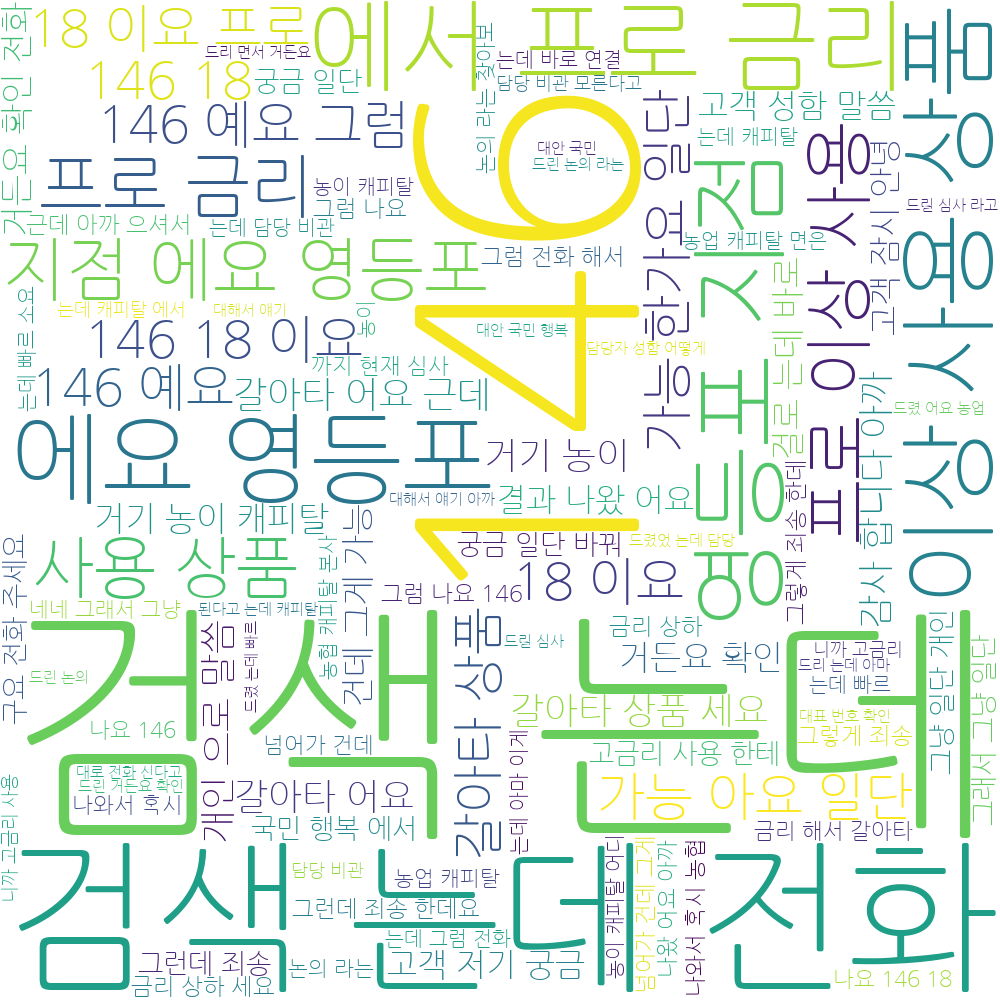 18 이요 프로
드리 면서 거든요
에서 프로 금리
146 18
궁금 일단
는데 바로 연결
담당 비관 모른다고
146 예요 그럼
고객 성함 말씀
는데 캐피탈
대안 국민
드린 논의 라는
프로 금리
농이 캐피탈
그럼 나요
드림 심사 라고
근데 아까 으셔서
는데 담당 비관
지점 에요 영등보
그럼 전화 해서
농업 캐피탈 면은
는데 캐피탈 에서
대해서 얘기
146 18 이요
대안 국민 행복
담당자 성함 어떻게
까지 현재 심사
146 예요
갈아타 어요 근데
드렸 어요 농업
에요 영등보
거기 농이
대해서 얘기 아까
결과 나왔 어요
거기 농이 캐피탈
궁금 일단 바꿔
드렸었 는데 담당
사용 상품
그럼 나요 146
18 이요
네네 그래서 그냥
된다고 는데 캐피탈
금리 상하
드림 심사
거든요 확인
니까 고금리
드리 는데 아마
는데 빠르
드린 논의
검색 는데
나요 146
넘어가 건데
갈아타 상품 세요
대표 번호 확인
그렇게 죄송
고금리 사용 한테
대로 전화 신다고
드린 거든요 확인
나와서 혹시
갈아타 어요
가능 아요 일단
국민 행복 에서
금리 해서 갈아타
검색 는데 전화
담당 비관
농업 캐피탈
그런데 죄송 한데요
는데 그럼 전화
그런데 죄송
논의 라는
고객 저기 궁금
금리 상하 세요
나요 146 18
146
거든요 확인 전화
는데 빠르 소요
구요 전화 주세요
니까 고금리 사용
농이
논의 라는 찾아보
가능 한가요 일단
영등포 지점
걸로 는데 바로
프로 이상 사용
고객 잠시 안녕
이상 사용 상품
감사 합니다 아까
그렇게 죄송 한데
농협 캐피탈 본사
건데 그게 가능
개인 으로 말씀
드렸 는데 빠르
갈아타 상품
는데 아마 이게
그냥 일단 개인
그래서 그냥 일단
농이 캐피탈 어디
넘어가 건데 그게
나왔 어요 아까
나와서 혹시 농협